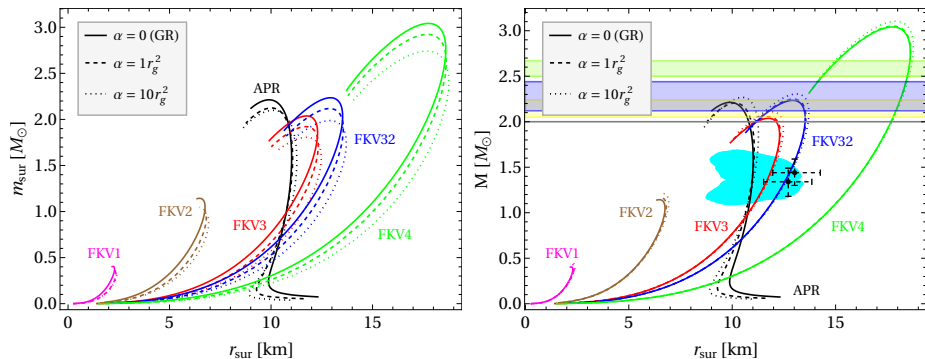 3.0
2.5
2.0
1.5
1.0
0.5
0.0
m_sur [M_⊙]
α = 0 (GR)
α = 1r_g^2
α = 10r_g^2
APR
FKV32
FKV2
FKV3
FKV4
FKV1
0
5
10
15
r_sur [km]
3.0
2.5
2.0
1.5
1.0
0.5
0.0
M [M_⊙]
α = 0 (GR)
α = 1r_g^2
α = 10r_g^2
FKV32
FKV2
FKV3
FKV4
FKV1
APR
0
5
10
15
r_sur [km]